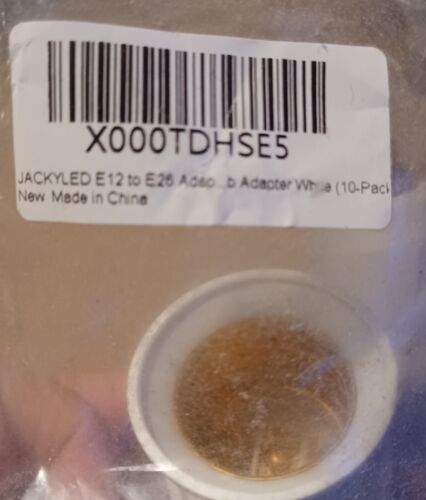 X000TDHSE5
JACKYLED E12 to E26 Adap...b Adapter White (10-Pack
New Made in China